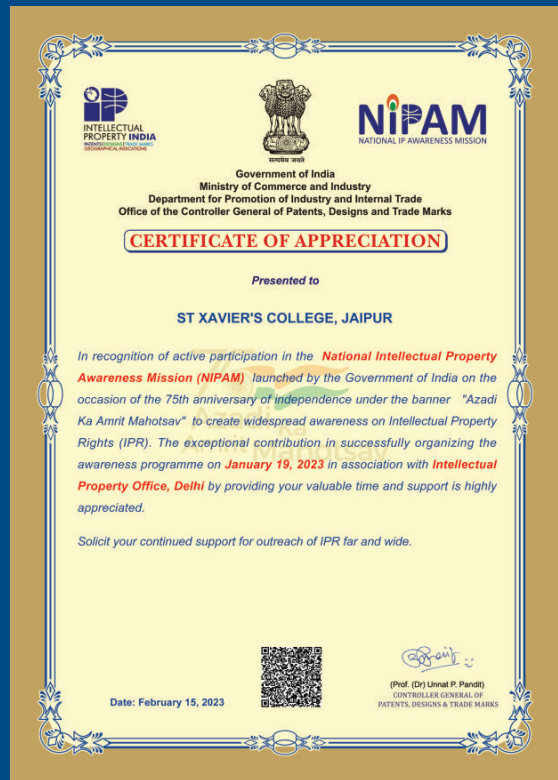 INTELLECTUAL
PROPERTY INDIA
PATENTS | DESIGNS | TRADE MARKS
GEOGRAPHICAL INDICATIONS
सत्यमेव जयते
NiPAM
NATIONAL IP AWARENESS MISSION
Government of India
Ministry of Commerce and Industry
Department for Promotion of Industry and Internal Trade
Office of the Controller General of Patents, Designs and Trade Marks
CERTIFICATE OF APPRECIATION
Presented to
ST XAVIER'S COLLEGE, JAIPUR
In recognition of active participation in the National Intellectual Property
Awareness Mission (NIPAM) launched by the Government of India on the
occasion of the 75th anniversary of independence under the banner "Azadi
Ka Amrit Mahotsav" to create widespread awareness on Intellectual Property
Rights (IPR). The exceptional contribution in successfully organizing the
awareness programme on January 19, 2023 in association with Intellectual
Property Office, Delhi by providing your valuable time and support is highly
appreciated.
Azadi
Ka
Amrit Mahotsav
Solicit your continued support for outreach of IPR far and wide.
Date: February 15, 2023
(Prof. (Dr) Unnat P. Pandit)
CONTROLLER GENERAL OF
PATENTS, DESIGNS & TRADE MARKS